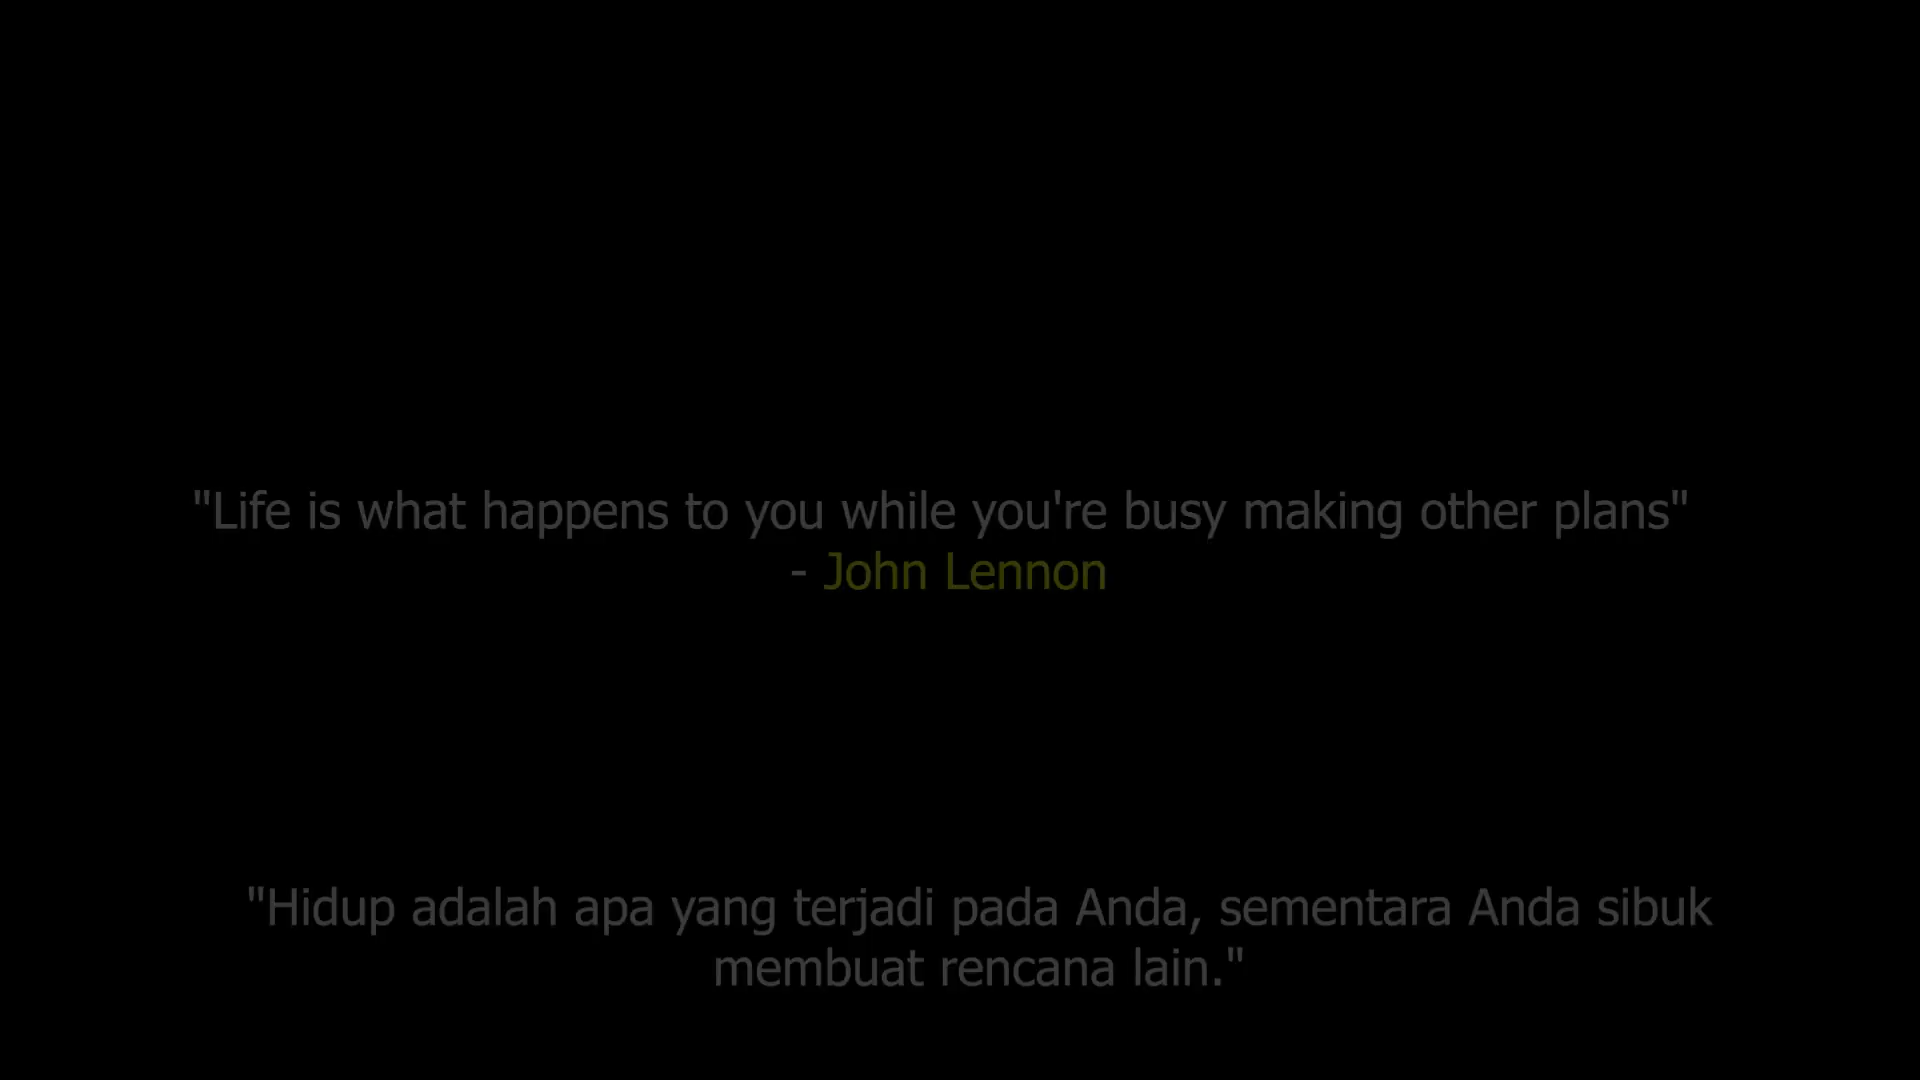 "Life is what happens to you while you're busy making other plans"
- John Lennon
"Hidup adalah apa yang terjadi pada Anda, sementara Anda sibuk
membuat rencana lain."